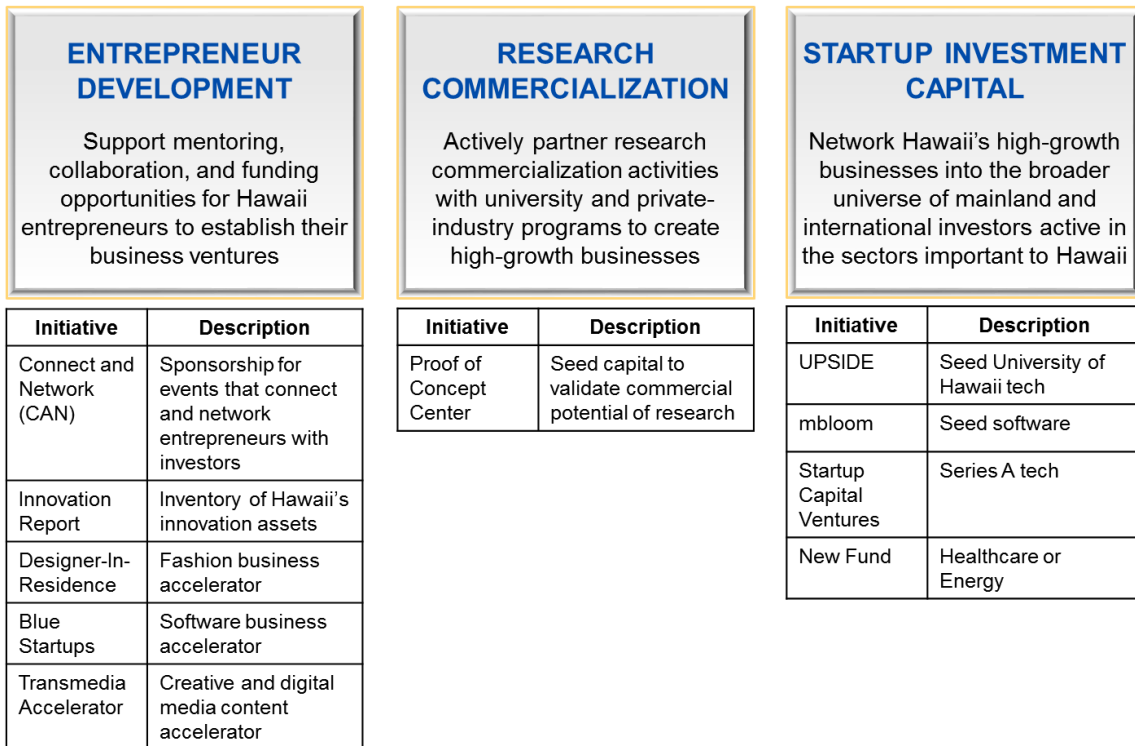 ENTREPRENEUR
DEVELOPMENT
Support mentoring,
collaboration, and funding
opportunities for Hawaii
entrepreneurs to establish their
business ventures
Initiative Description
Connect and
Network
(CAN)
Sponsorship for
events that connect
and network
entrepreneurs with
investors
Innovation
Report
Inventory of Hawaii’s
innovation assets
Designer-In-
Residence
Fashion business
accelerator
Blue
Startups
Software business
accelerator
Transmedia
Accelerator
Creative and digital
media content
accelerator
RESEARCH
COMMERCIALIZATION
Actively partner research
commercialization activities
with university and private-
industry programs to create
high-growth businesses
Initiative Description
Proof of
Concept
Center
Seed capital to
validate commercial
potential of research
STARTUP INVESTMENT
CAPITAL
Network Hawaii’s high-growth
businesses into the broader
universe of mainland and
international investors active in
the sectors important to Hawaii
Initiative Description
UPSIDE
Seed University of
Hawaii tech
mbloom
Seed software
Startup
Capital
Ventures
Series A tech
New Fund
Healthcare or
Energy